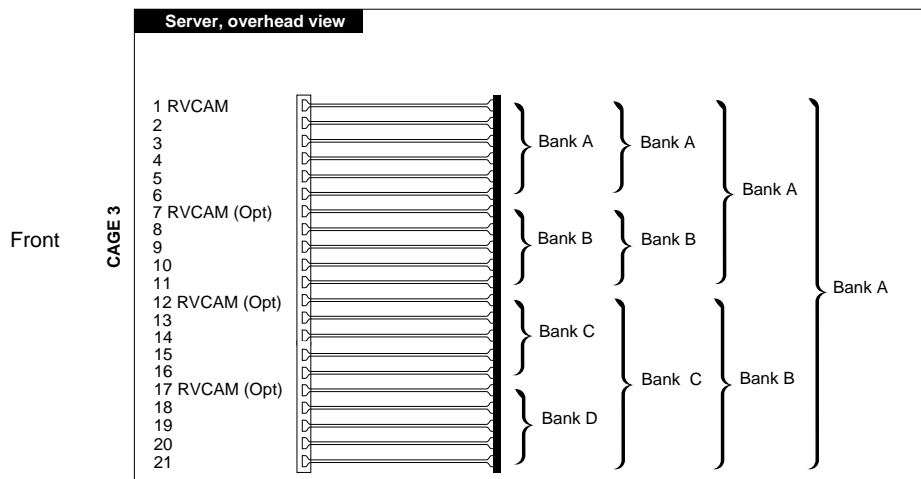 Server, overhead view
Front
CAGE 3
1 RVCAM
2
3
4
5
6
7 RVCAM (Opt)
8
9
10
11
12 RVCAM (Opt)
13
14
15
16
17 RVCAM (Opt)
18
19
20
21
Bank A
Bank B
Bank C
Bank D
Bank A
Bank B
Bank C
Bank A
Bank B
Bank A